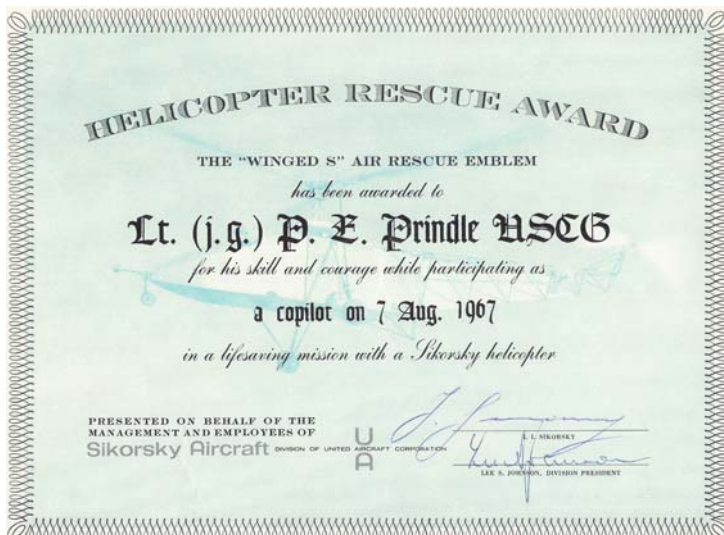 HELICOPTER RESCUE AWARD
THE "WINGED S" AIR RESCUE EMBLEM
has been awarded to
Lt. (j.g.) P. E. Prindle USCG
for his skill and courage while participating as
a copilot on 7 Aug. 1967
in a lifesaving mission with a Sikorsky helicopter
PRESENTED ON BEHALF OF THE
MANAGEMENT AND EMPLOYEES OF
Sikorsky Aircraft DIVISION OF UNITED AIRCRAFT CORPORATION
U
A
I. I. SIKORSKY
LEE S. JOHNSON, DIVISION PRESIDENT